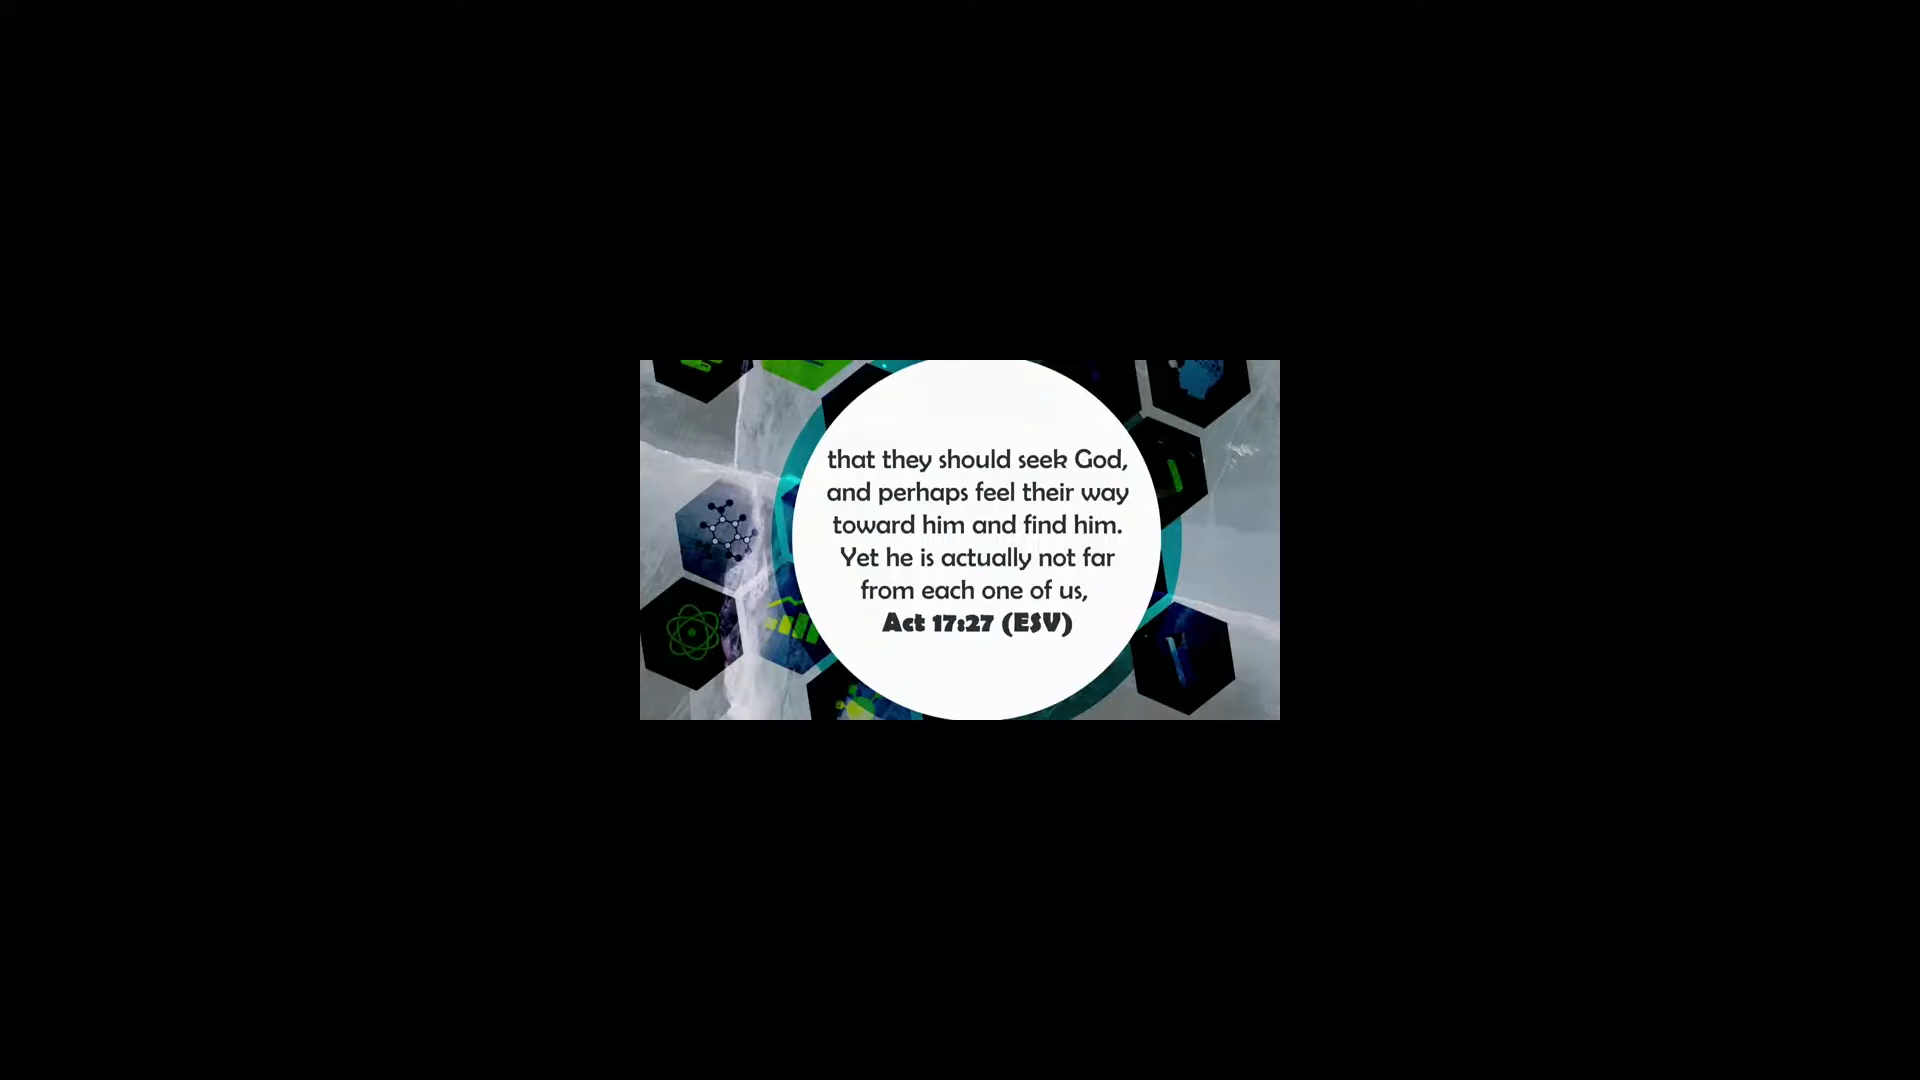 that they should seek God,
and perhaps feel their way
toward him and find him.
Yet he is actually not far
from each one of us,
Act 17:27 (ESV)